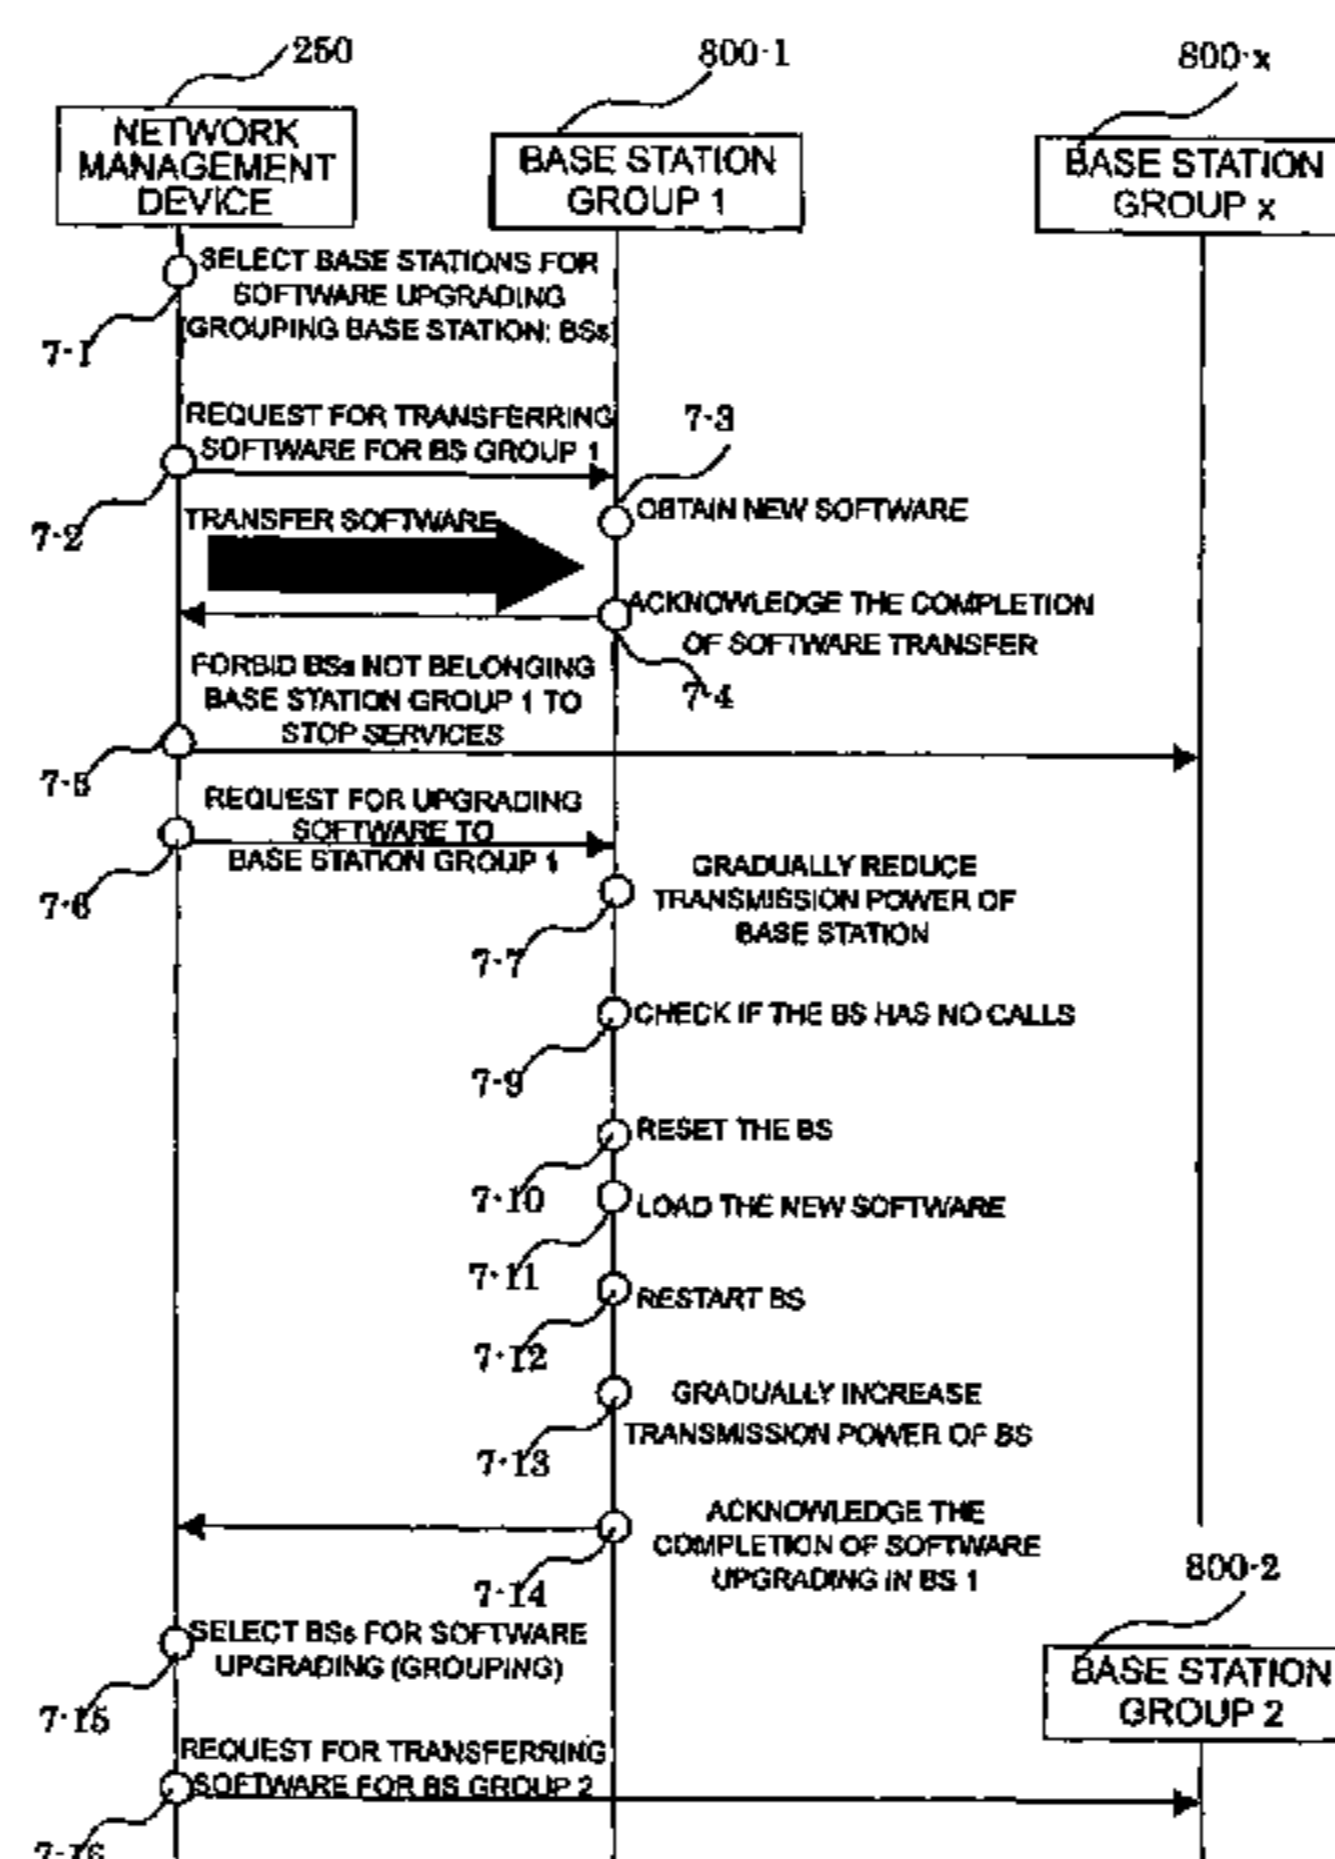 250
800-1
800-x
NETWORK
MANAGEMENT
DEVICE
BASE STATION
GROUP 1
BASE STATION
GROUP x
SELECT BASE STATIONS FOR
SOFTWARE UPGRADING
(GROUPING BASE STATION: BSs)
7-1
REQUEST FOR TRANSFERRING
SOFTWARE FOR BS GROUP 1
7-2
7-3
OBTAIN NEW SOFTWARE
TRANSFER SOFTWARE
ACKNOWLEDGE THE COMPLETION
OF SOFTWARE TRANSFER
7-4
FORBID BSs NOT BELONGING
BASE STATION GROUP 1 TO
STOP SERVICES
7-5
REQUEST FOR UPGRADING
SOFTWARE TO
BASE STATION GROUP 1
7-6
GRADUALLY REDUCE
TRANSMISSION POWER OF
BASE STATION
7-7
CHECK IF THE BS HAS NO CALLS
7-9
RESET THE BS
7-10
LOAD THE NEW SOFTWARE
7-11
RESTART BS
7-12
GRADUALLY INCREASE
TRANSMISSION POWER OF BS
7-13
ACKNOWLEDGE THE
COMPLETION OF SOFTWARE
UPGRADING IN BS 1
7-14
800-2
SELECT BSs FOR SOFTWARE
UPGRADING (GROUPING)
7-15
BASE STATION
GROUP 2
REQUEST FOR TRANSFERRING
SOFTWARE FOR BS GROUP 2
7-16